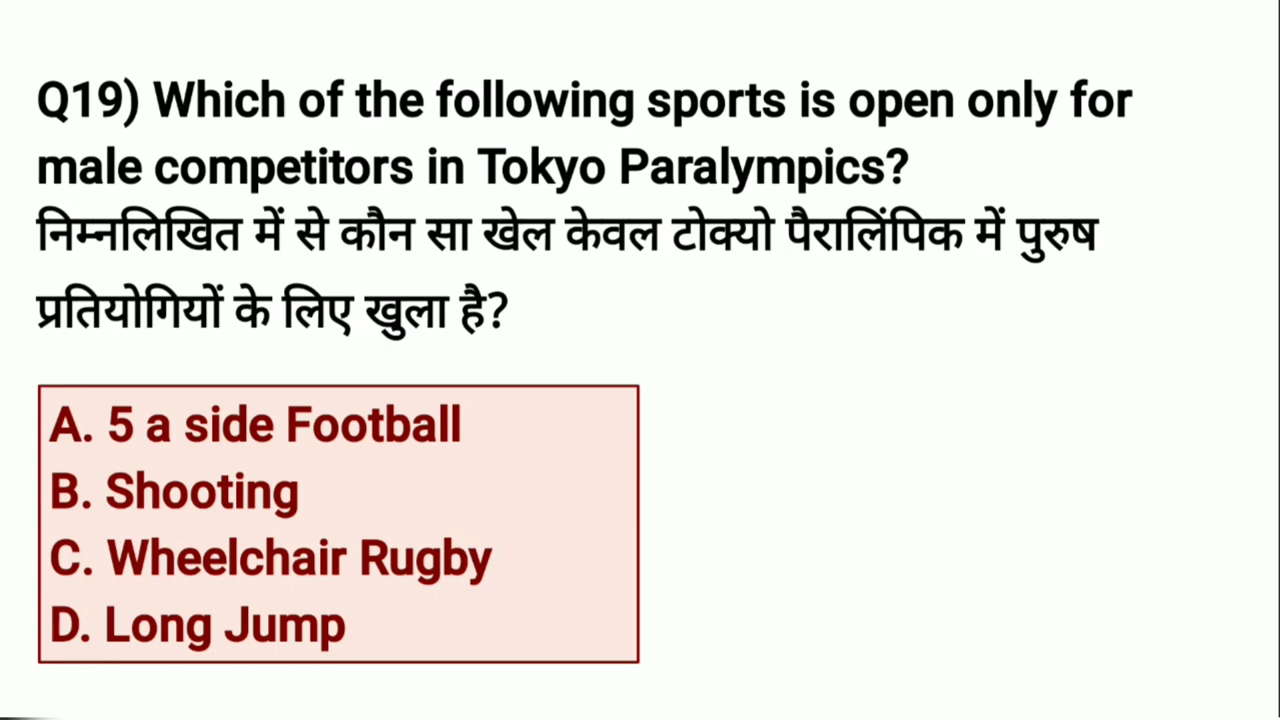 Q19) Which of the following sports is open only for
male competitors in Tokyo Paralympics?
निम्नलिखित में से कौन सा खेल केवल टोक्यो पैरालिंपिक में पुरुष
प्रतियोगियों के लिए खुला है?
A. 5 a side Football
B. Shooting
C. Wheelchair Rugby
D. Long Jump